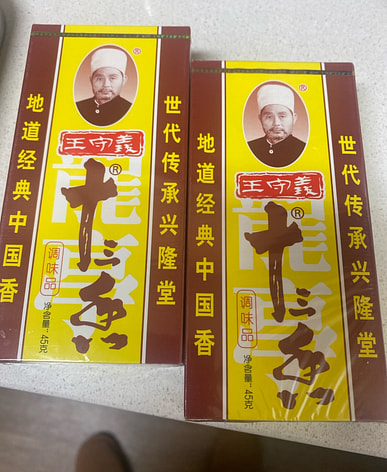 ®
王守義
®
十三香
地道经典中国香
世代传承兴隆堂
调味品
净含量:45克
®
王守義
®
十三香
地道经典中国香
世代传承兴隆堂
调味品
净含量:45克